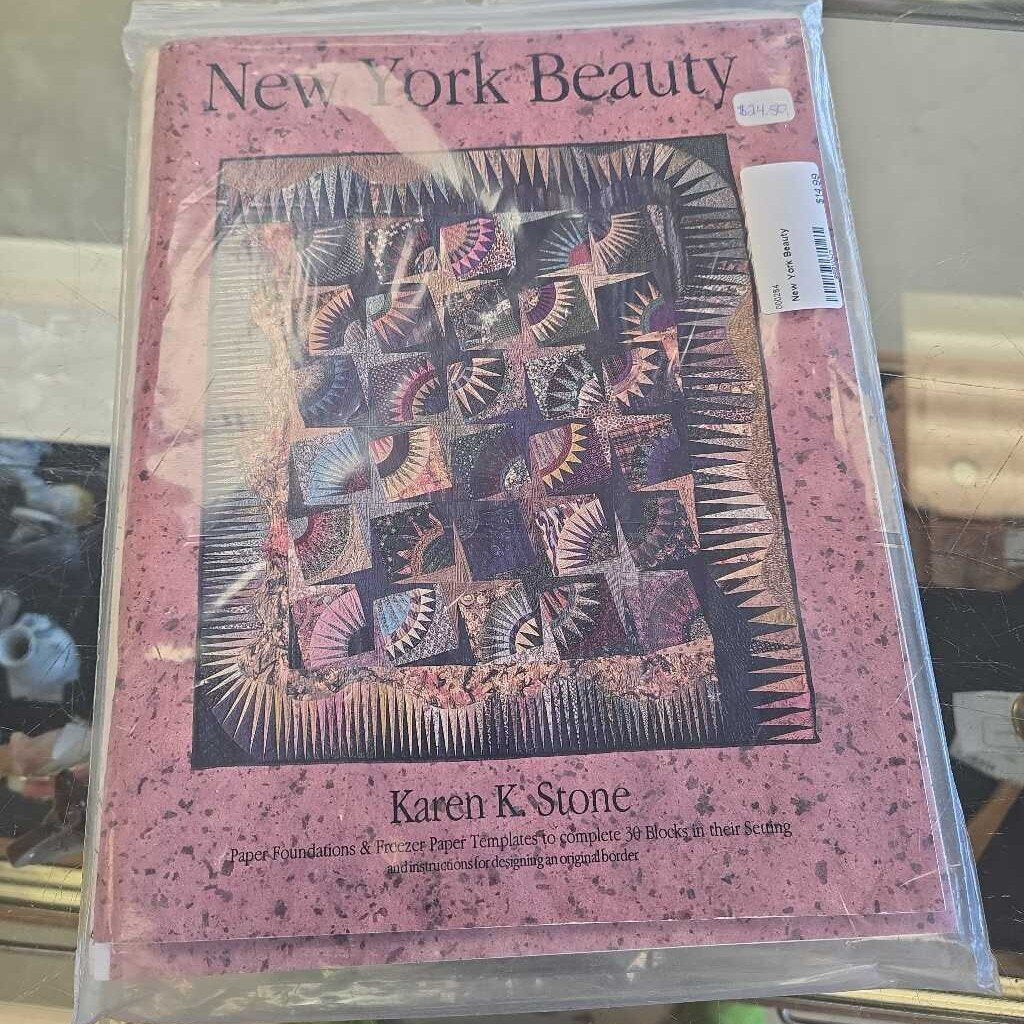 New York Beauty
$24.50
$14.99
New York Beauty
000284
Karen K. Stone
Paper Foundations & Freezer Paper Templates to complete 30 Blocks in their Setting
and instructions for designing an original border